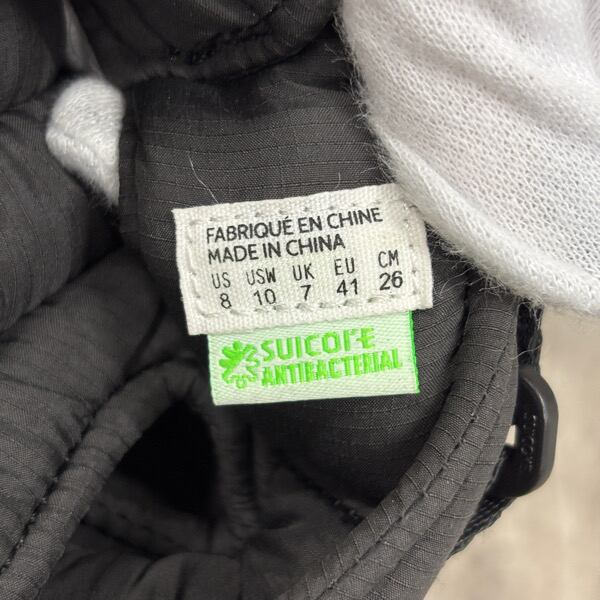 FABRIQUÉ EN CHINE
MADE IN CHINA
US USW UK EU CM
8 10 7 41 26
SUICOKE
ANTIBACTERIAL